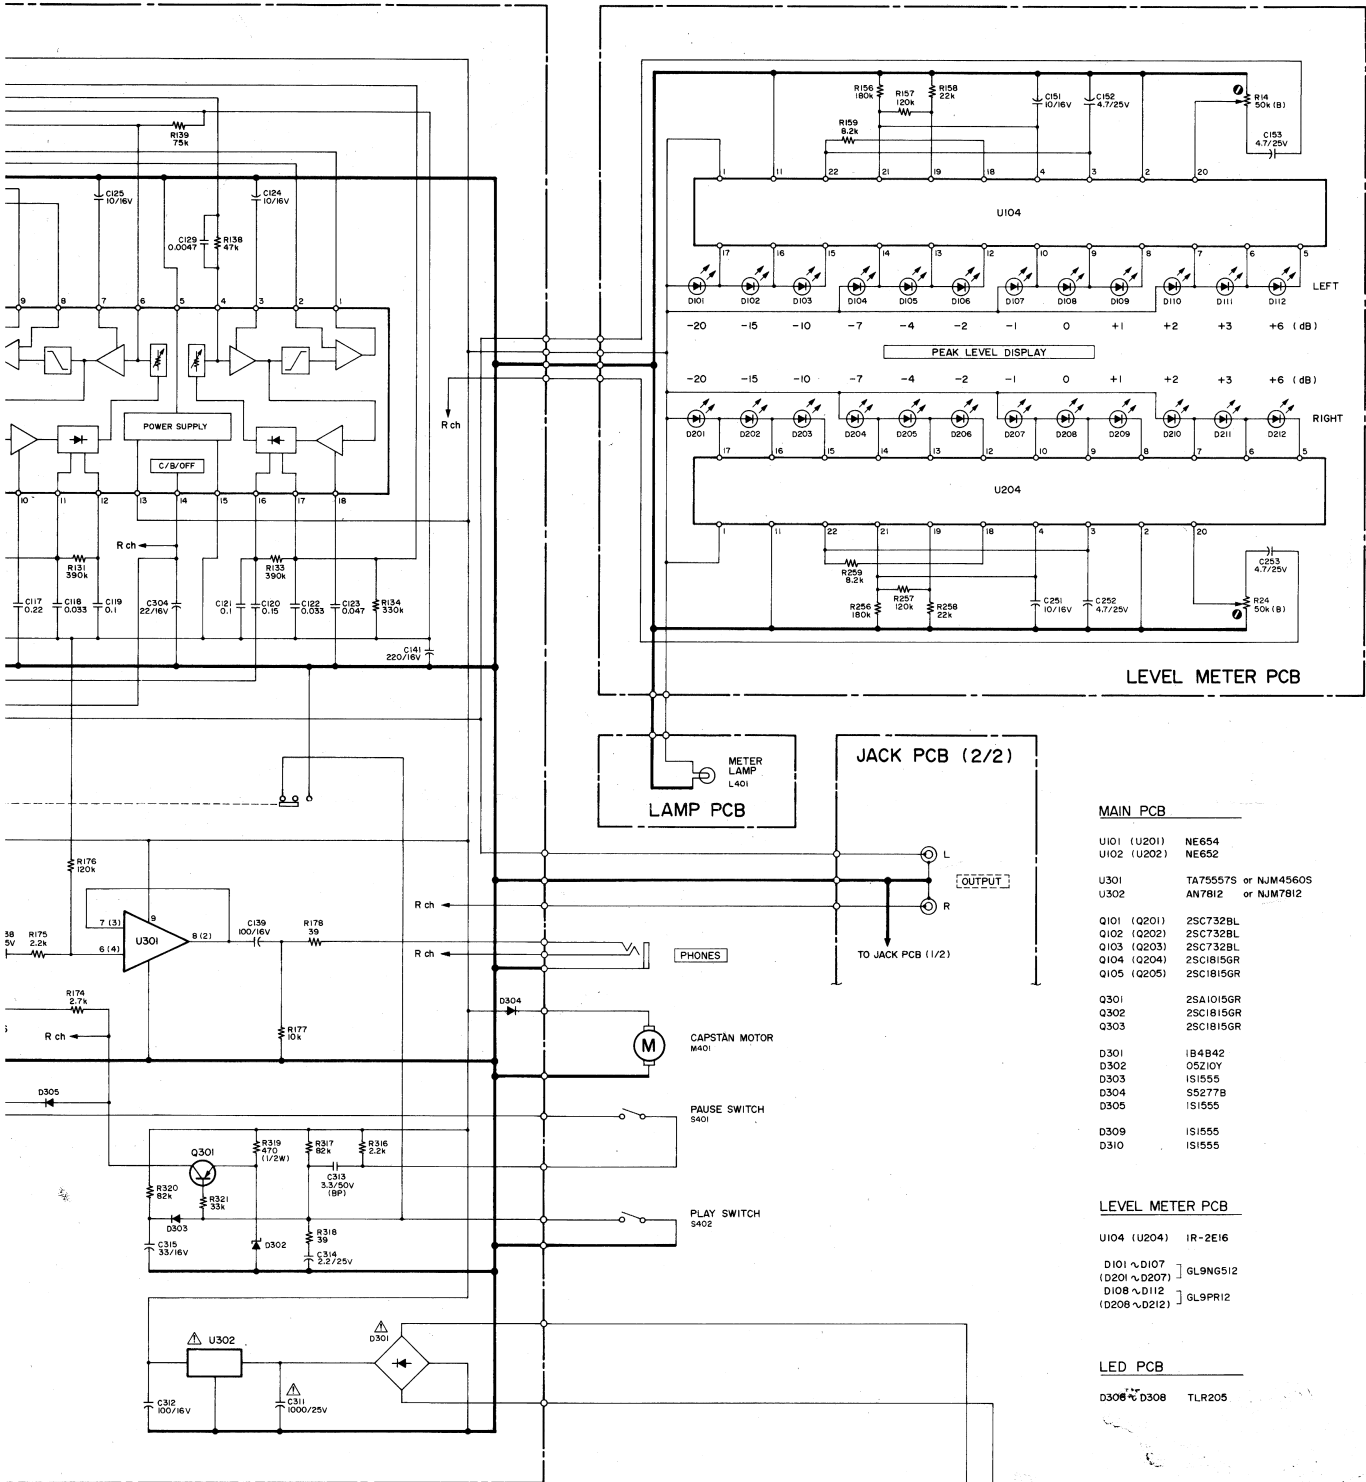 R139
75k
C125
10/16V
C124
10/16V
C129
0.0047
R138
47k
9 8 7 6 5 4 3 2 1
POWER SUPPLY
C/B/OFF
10 11 12 13 14 15 16 17 18
R ch
R ch
R131
390k
R133
390k
C117
0.22
C118
0.033
C119
0.1
C304
22/16V
C121
0.1
C120
0.15
C122
0.033
C123
0.047
R134
330k
C141
220/16V
R176
120k
R175
2.2k
7 (3)
6 (4)
9
U301
8 (2)
C139
100/16V
R178
39
R177
10k
R174
2.7k
R ch
R ch
R ch
D304
D305
Q301
R319
470
(1/2W)
R317
82k
R316
2.2k
C313
3.3/50V
(BP)
R320
82k
R321
33k
D303
C315
33/16V
D302
R318
39
C314
2.2/25V
U302
D301
C312
100/16V
C311
1000/25V
R156
180k
R157
120k
R158
22k
R159
8.2k
C151
10/16V
C152
4.7/25V
R14
50k (B)
C153
4.7/25V
1 11 22 21 19 18 4 3 2 20
U104
17 16 15 14 13 12 10 9 8 7 6 5
D101 D102 D103 D104 D105 D106 D107 D108 D109 D110 D111 D112
LEFT
-20 -15 -10 -7 -4 -2 -1 0 +1 +2 +3 +6 (dB)
PEAK LEVEL DISPLAY
-20 -15 -10 -7 -4 -2 -1 0 +1 +2 +3 +6 (dB)
RIGHT
D201 D202 D203 D204 D205 D206 D207 D208 D209 D210 D211 D212
17 16 15 14 13 12 10 9 8 7 6 5
U204
1 11 22 21 19 18 4 3 2 20
R259
8.2k
R257
120k
R256
180k
R258
22k
C251
10/16V
C252
4.7/25V
C253
4.7/25V
R24
50k (B)
LEVEL METER PCB
METER
LAMP
L401
LAMP PCB
JACK PCB (2/2)
L
OUTPUT
R
TO JACK PCB (1/2)
PHONES
M
CAPSTAN MOTOR
M401
PAUSE SWITCH
S401
PLAY SWITCH
S402
MAIN PCB
U101 (U201) NE654
U102 (U202) NE652
U301 TA75557S or NJM4560S
U302 AN7812 or NJM7812
Q101 (Q201) 2SC732BL
Q102 (Q202) 2SC732BL
Q103 (Q203) 2SC732BL
Q104 (Q204) 2SC1815GR
Q105 (Q205) 2SC1815GR
Q301 2SA1015GR
Q302 2SC1815GR
Q303 2SC1815GR
D301 1B4B42
D302 05Z10Y
D303 1S1555
D304 S5277B
D305 1S1555
D309 1S1555
D310 1S1555
LEVEL METER PCB
U104 (U204) IR-2E16
D101 ~ D107
(D201 ~ D207) ] GL9NG512
D108 ~ D112
(D208 ~ D212) ] GL9PR12
LED PCB
D306 ~ D308 TLR205